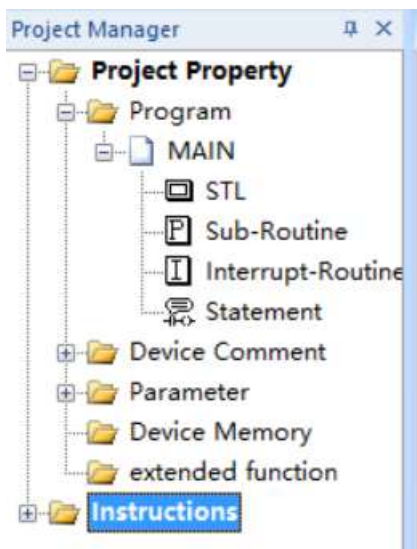 Project Manager
Project Property
Program
MAIN
STL
P Sub-Routine
I Interrupt-Routine
Statement
Device Comment
Parameter
Device Memory
extended function
Instructions